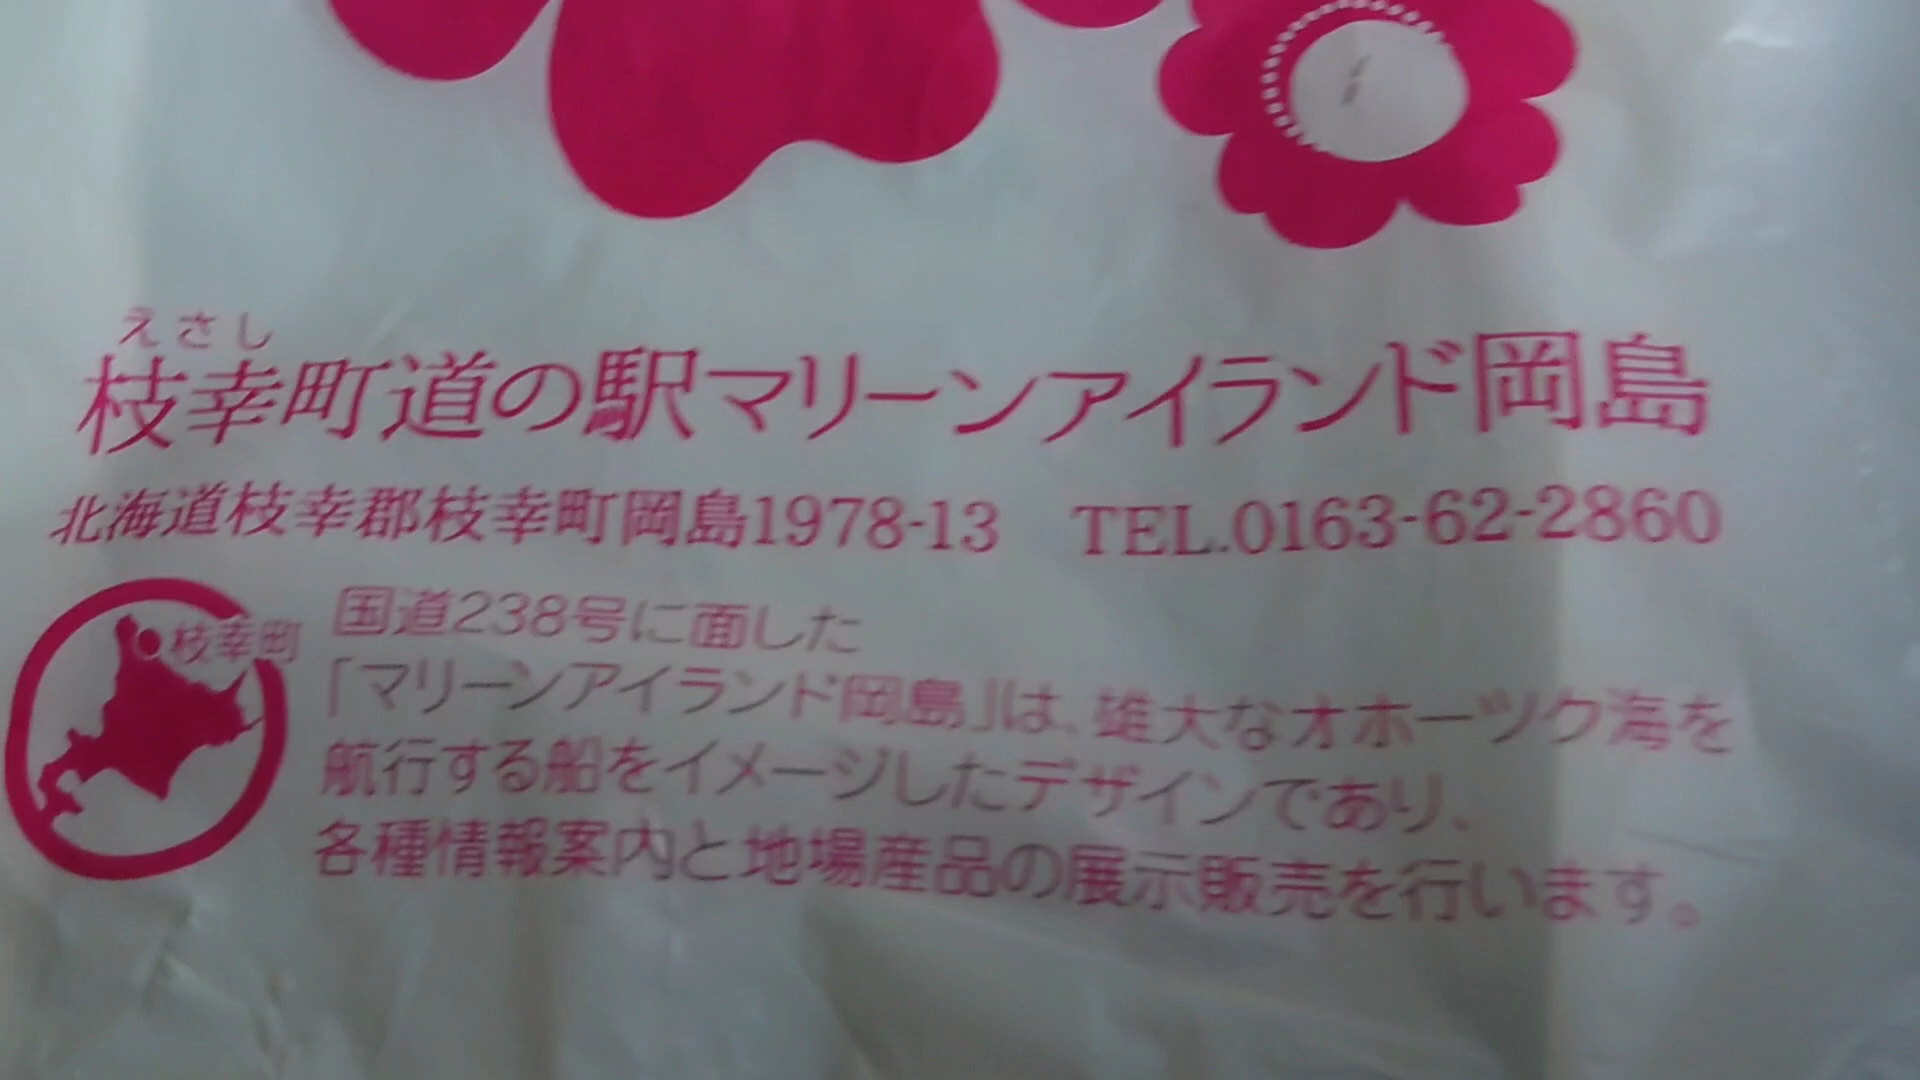 えさし
枝幸町道の駅マリーンアイランド岡島
北海道枝幸郡枝幸町岡島1978-13　TEL.0163-62-2860
枝幸町
国道238号に面した
「マリーンアイランド岡島」は、雄大なオホーツク海を
航行する船をイメージしたデザインであり、
各種情報案内と地場産品の展示販売を行います。